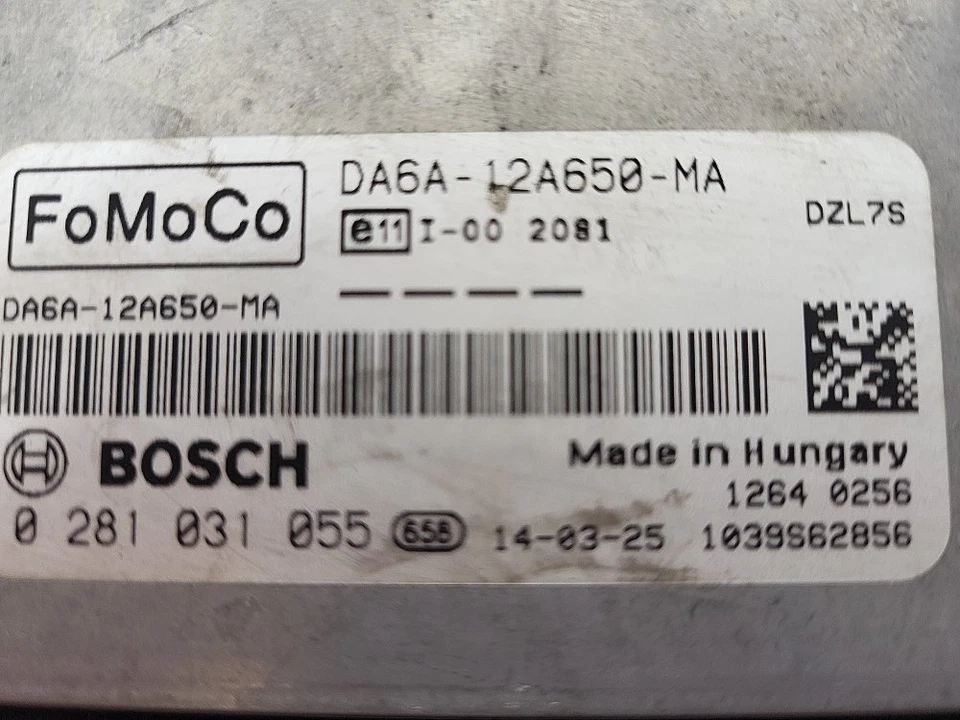 FoMoCo
DA6A-12A650-MA
e11 I-00 2081
DZL7S
— — — —
DA6A-12A650-MA
BOSCH
Made in Hungary
1264 0256
0 281 031 055 658 14-03-25 1039S62856